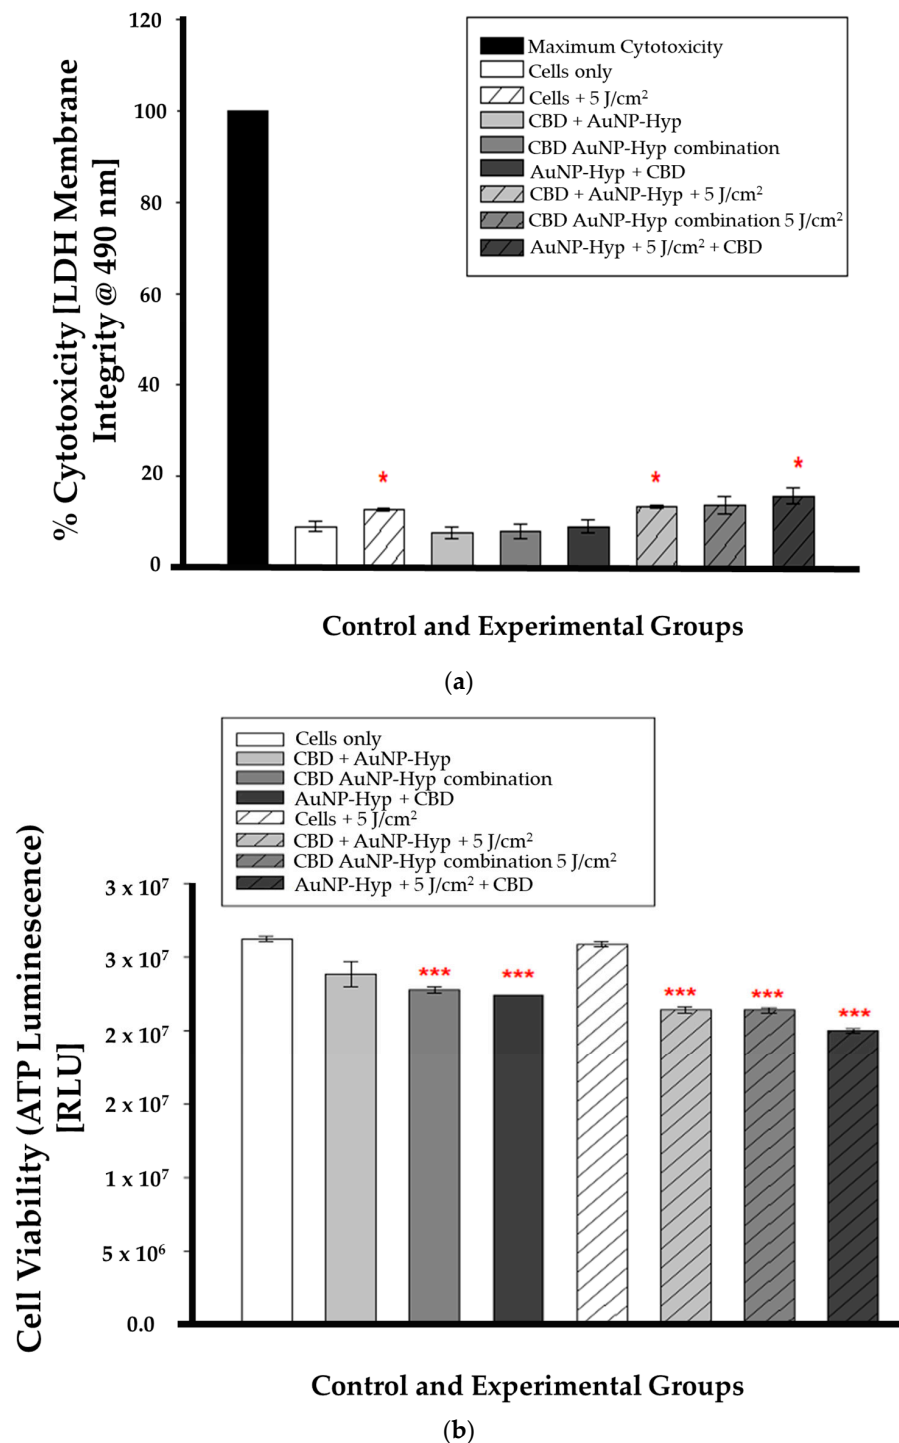 120
100
80
60
40
20
0
% Cytotoxicity [LDH Membrane
Integrity @ 490 nm]
Maximum Cytotoxicity
Cells only
Cells + 5 J/cm²
CBD + AuNP-Hyp
CBD AuNP-Hyp combination
AuNP-Hyp + CBD
CBD + AuNP-Hyp + 5 J/cm²
CBD AuNP-Hyp combination 5 J/cm²
AuNP-Hyp + 5 J/cm² + CBD
*
*
*
Control and Experimental Groups
(a)
Cells only
CBD + AuNP-Hyp
CBD AuNP-Hyp combination
AuNP-Hyp + CBD
Cells + 5 J/cm²
CBD + AuNP-Hyp + 5 J/cm²
CBD AuNP-Hyp combination 5 J/cm²
AuNP-Hyp + 5 J/cm² + CBD
Cell Viability (ATP Luminescence)
[RLU]
3 x 10⁷
3 x 10⁷
2 x 10⁷
2 x 10⁷
1 x 10⁷
5 x 10⁶
0.0
***
***
***
***
***
Control and Experimental Groups
(b)